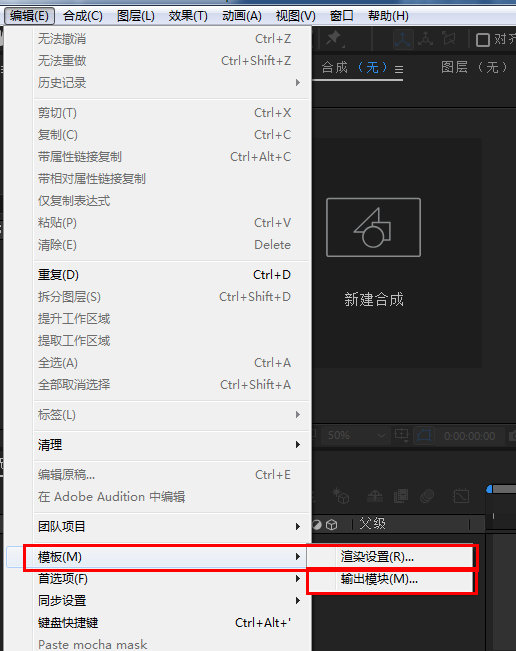 编辑(E) 合成(C) 图层(L) 效果(T) 动画(A) 视图(V) 窗口 帮助(H)
无法撤消 Ctrl+Z
无法重做 Ctrl+Shift+Z
历史记录
剪切(T) Ctrl+X
复制(C) Ctrl+C
带属性链接复制 Ctrl+Alt+C
带相对属性链接复制
仅复制表达式
粘贴(P) Ctrl+V
清除(E) Delete
重复(D) Ctrl+D
拆分图层(S) Ctrl+Shift+D
提升工作区域
提取工作区域
全选(A) Ctrl+A
全部取消选择 Ctrl+Shift+A
标签(L)
清理
编辑原稿... Ctrl+E
在 Adobe Audition 中编辑
团队项目
模板(M)
首选项(F)
同步设置
键盘快捷键 Ctrl+Alt+'
Paste mocha mask
渲染设置(R)...
输出模块(M)...
对齐
合成 (无)
图层 (无)
新建合成
50%
0:00:00:00
父级